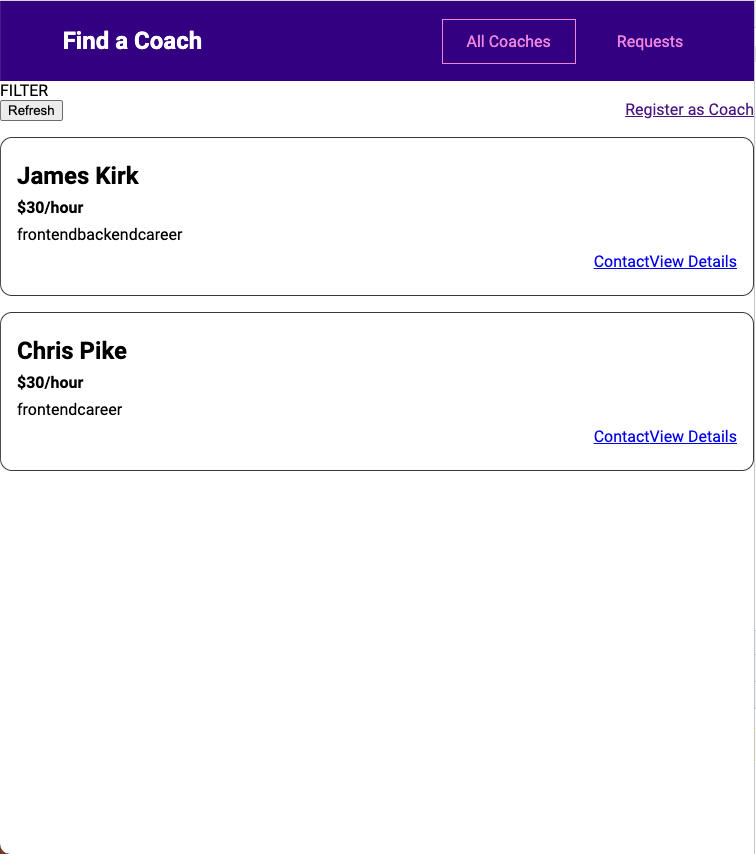 Find a Coach All Coaches Requests
FILTER
Refresh Register as Coach
James Kirk
$30/hour
frontendbackendcareer
ContactView Details
Chris Pike
$30/hour
frontendcareer
ContactView Details